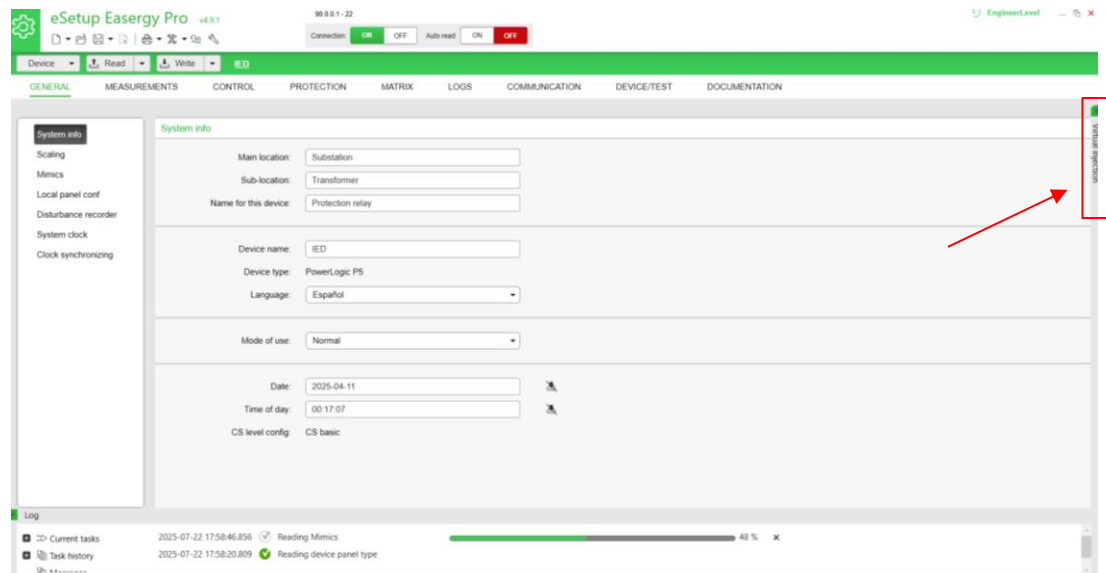 eSetup Easergy Pro v4.9.1
90.0.0.1 - 22
EngineerLevel
Connection: ON OFF Auto read: ON OFF
Device Read Write IED
GENERAL MEASUREMENTS CONTROL PROTECTION MATRIX LOGS COMMUNICATION DEVICE/TEST DOCUMENTATION
System info
Scaling
Mimics
Local panel conf
Disturbance recorder
System clock
Clock synchronizing
System info
Main location: Substation
Sub-location: Transformer
Name for this device: Protection relay
Device name: IED
Device type: PowerLogic P5
Language: Español
Mode of use: Normal
Date: 2025-04-11
Time of day: 00:17:07
CS level config: CS basic
Virtual injection
Log
Current tasks
Task history
Messages
2025-07-22 17:58:46.856 Reading Mimics 48 %
2025-07-22 17:58:20.809 Reading device panel type